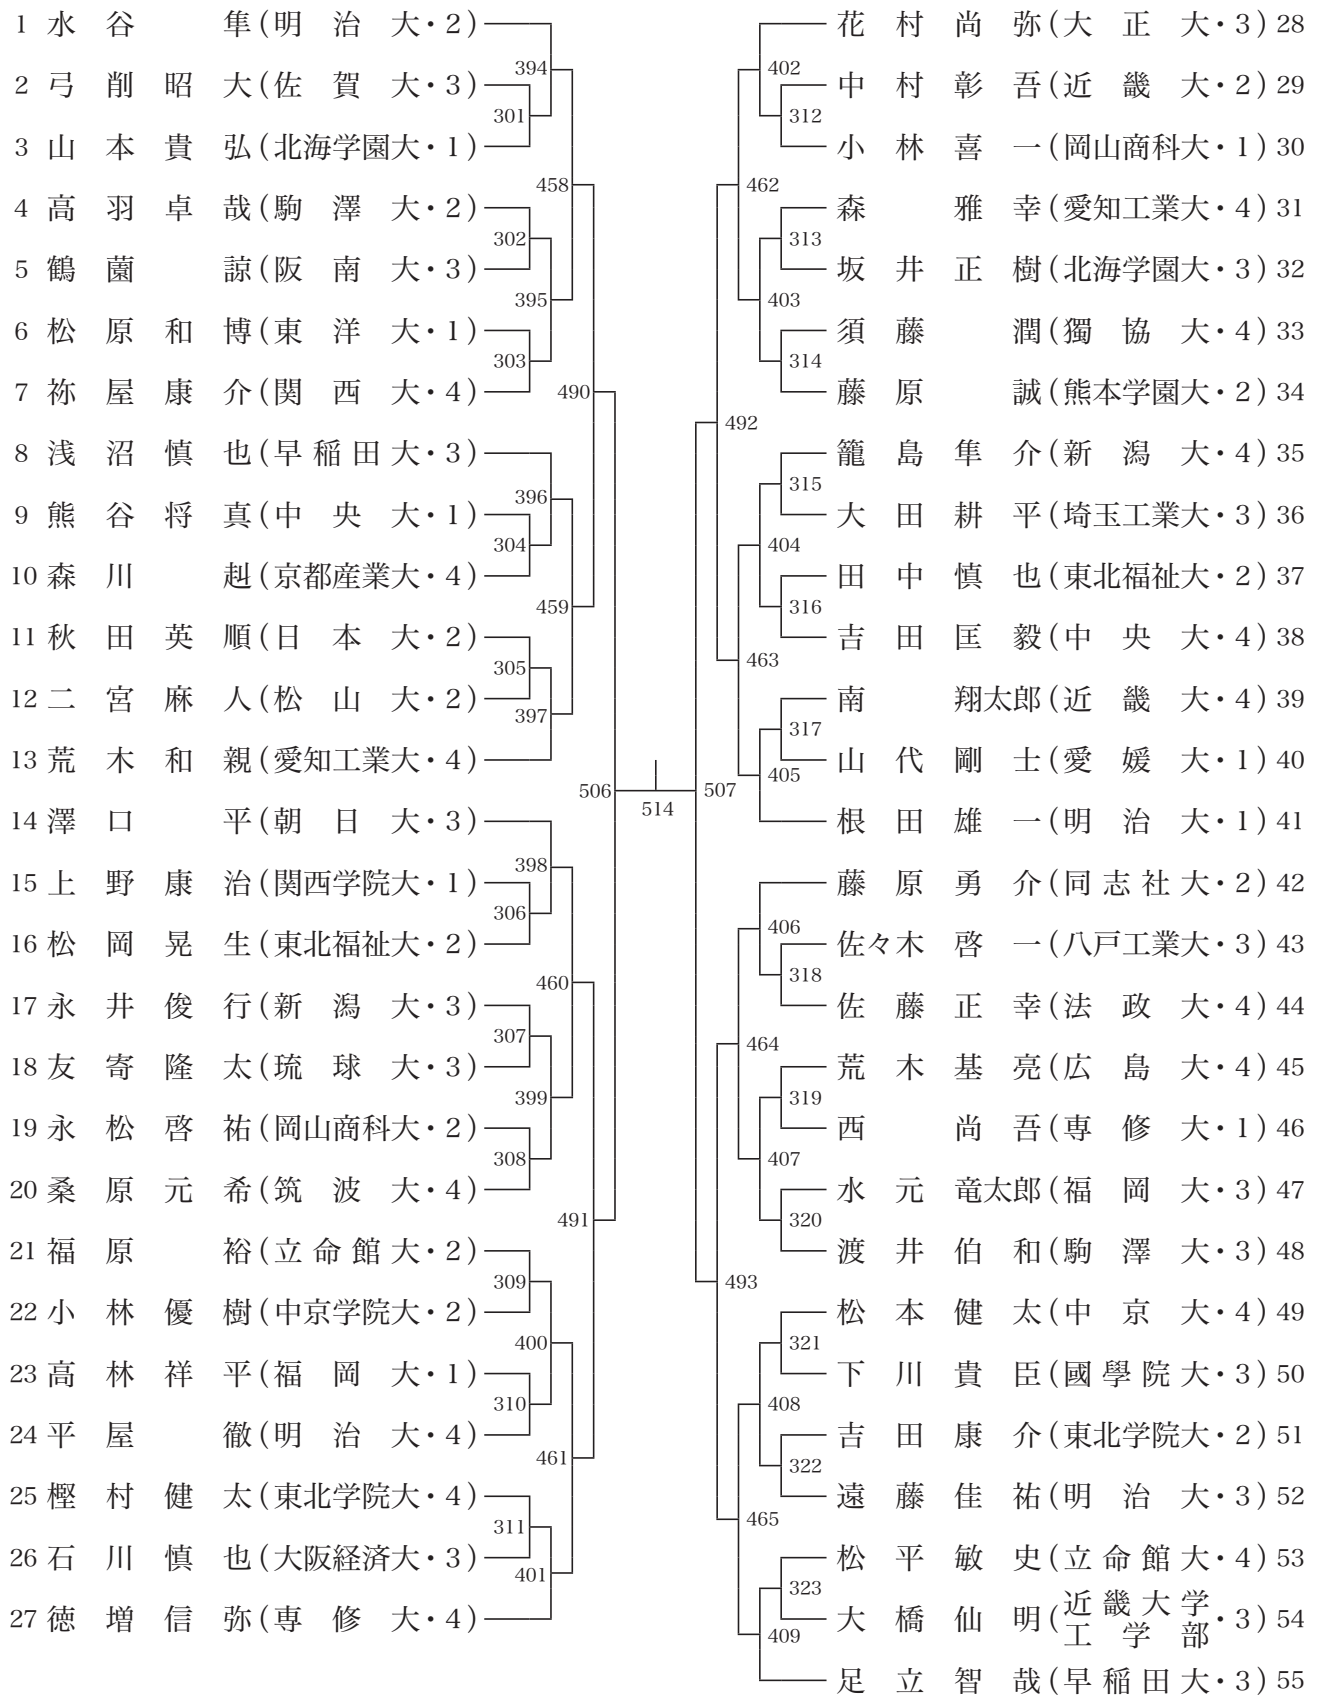 1 水谷 隼(明治大・2)
2 弓削昭大(佐賀大・3)
3 山本貴弘(北海学園大・1)
4 高羽卓哉(駒澤大・2)
5 鶴薗 諒(阪南大・3)
6 松原和博(東洋大・1)
7 祢屋康介(関西大・4)
8 浅沼慎也(早稲田大・3)
9 熊谷将真(中央大・1)
10 森川 赳(京都産業大・4)
11 秋田英順(日本大・2)
12 二宮麻人(松山大・2)
13 荒木和親(愛知工業大・4)
14 澤口 平(朝日大・3)
15 上野康治(関西学院大・1)
16 松岡晃生(東北福祉大・2)
17 永井俊行(新潟大・3)
18 友寄隆太(琉球大・3)
19 永松啓祐(岡山商科大・2)
20 桑原元希(筑波大・4)
21 福原 裕(立命館大・2)
22 小林優樹(中京学院大・2)
23 高林祥平(福岡大・1)
24 平屋 徹(明治大・4)
25 樫村健太(東北学院大・4)
26 石川慎也(大阪経済大・3)
27 徳増信弥(専修大・4)
394
301
458
302
395
303
490
396
304
459
305
397
506
398
306
460
307
399
308
491
309
400
310
461
311
401
514
507
402
312
462
313
403
314
492
315
404
316
463
317
405
406
318
464
319
407
320
493
321
408
322
465
323
409
花村尚弥(大正大・3) 28
中村彰吾(近畿大・2) 29
小林喜一(岡山商科大・1) 30
森 雅幸(愛知工業大・4) 31
坂井正樹(北海学園大・3) 32
須藤 潤(獨協大・4) 33
藤原 誠(熊本学園大・2) 34
籠島隼介(新潟大・4) 35
大田耕平(埼玉工業大・3) 36
田中慎也(東北福祉大・2) 37
吉田匡毅(中央大・4) 38
南 翔太郎(近畿大・4) 39
山代剛士(愛媛大・1) 40
根田雄一(明治大・1) 41
藤原勇介(同志社大・2) 42
佐々木啓一(八戸工業大・3) 43
佐藤正幸(法政大・4) 44
荒木基亮(広島大・4) 45
西 尚吾(専修大・1) 46
水元竜太郎(福岡大・3) 47
渡井伯和(駒澤大・3) 48
松本健太(中京大・4) 49
下川貴臣(國學院大・3) 50
吉田康介(東北学院大・2) 51
遠藤佳祐(明治大・3) 52
松平敏史(立命館大・4) 53
大橋仙明(近畿大学工学部・3) 54
足立智哉(早稲田大・3) 55